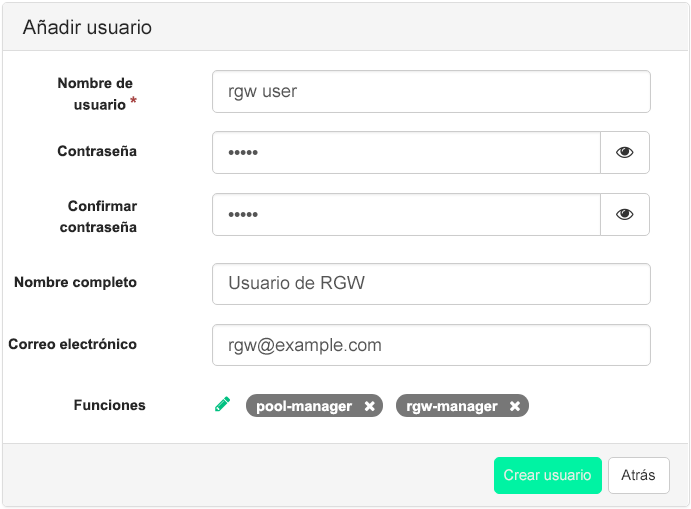 Añadir usuario
Nombre de
usuario *
rgw user
Contraseña
•••••
Confirmar
contraseña
•••••
Nombre completo
Usuario de RGW
Correo electrónico
rgw@example.com
Funciones
pool-manager ✖ rgw-manager ✖
Crear usuario
Atrás